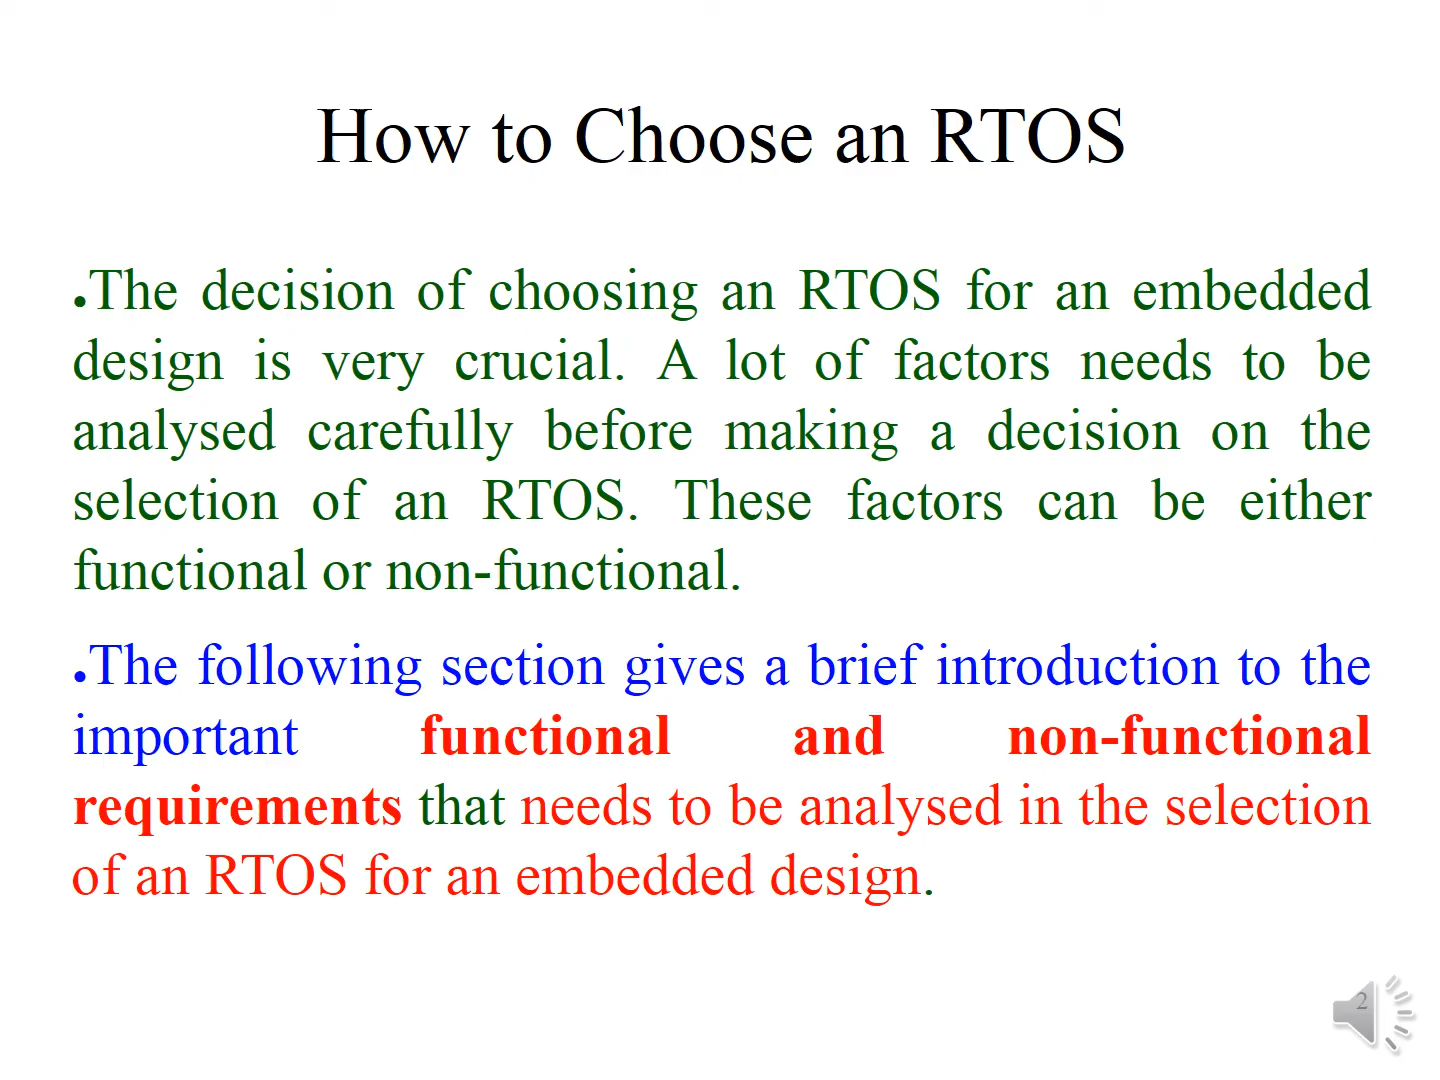 How to Choose an RTOS
•The decision of choosing an RTOS for an embedded
design is very crucial. A lot of factors needs to be
analysed carefully before making a decision on the
selection of an RTOS. These factors can be either
functional or non-functional.
•The following section gives a brief introduction to the
important functional and non-functional
requirements that needs to be analysed in the selection
of an RTOS for an embedded design.
2